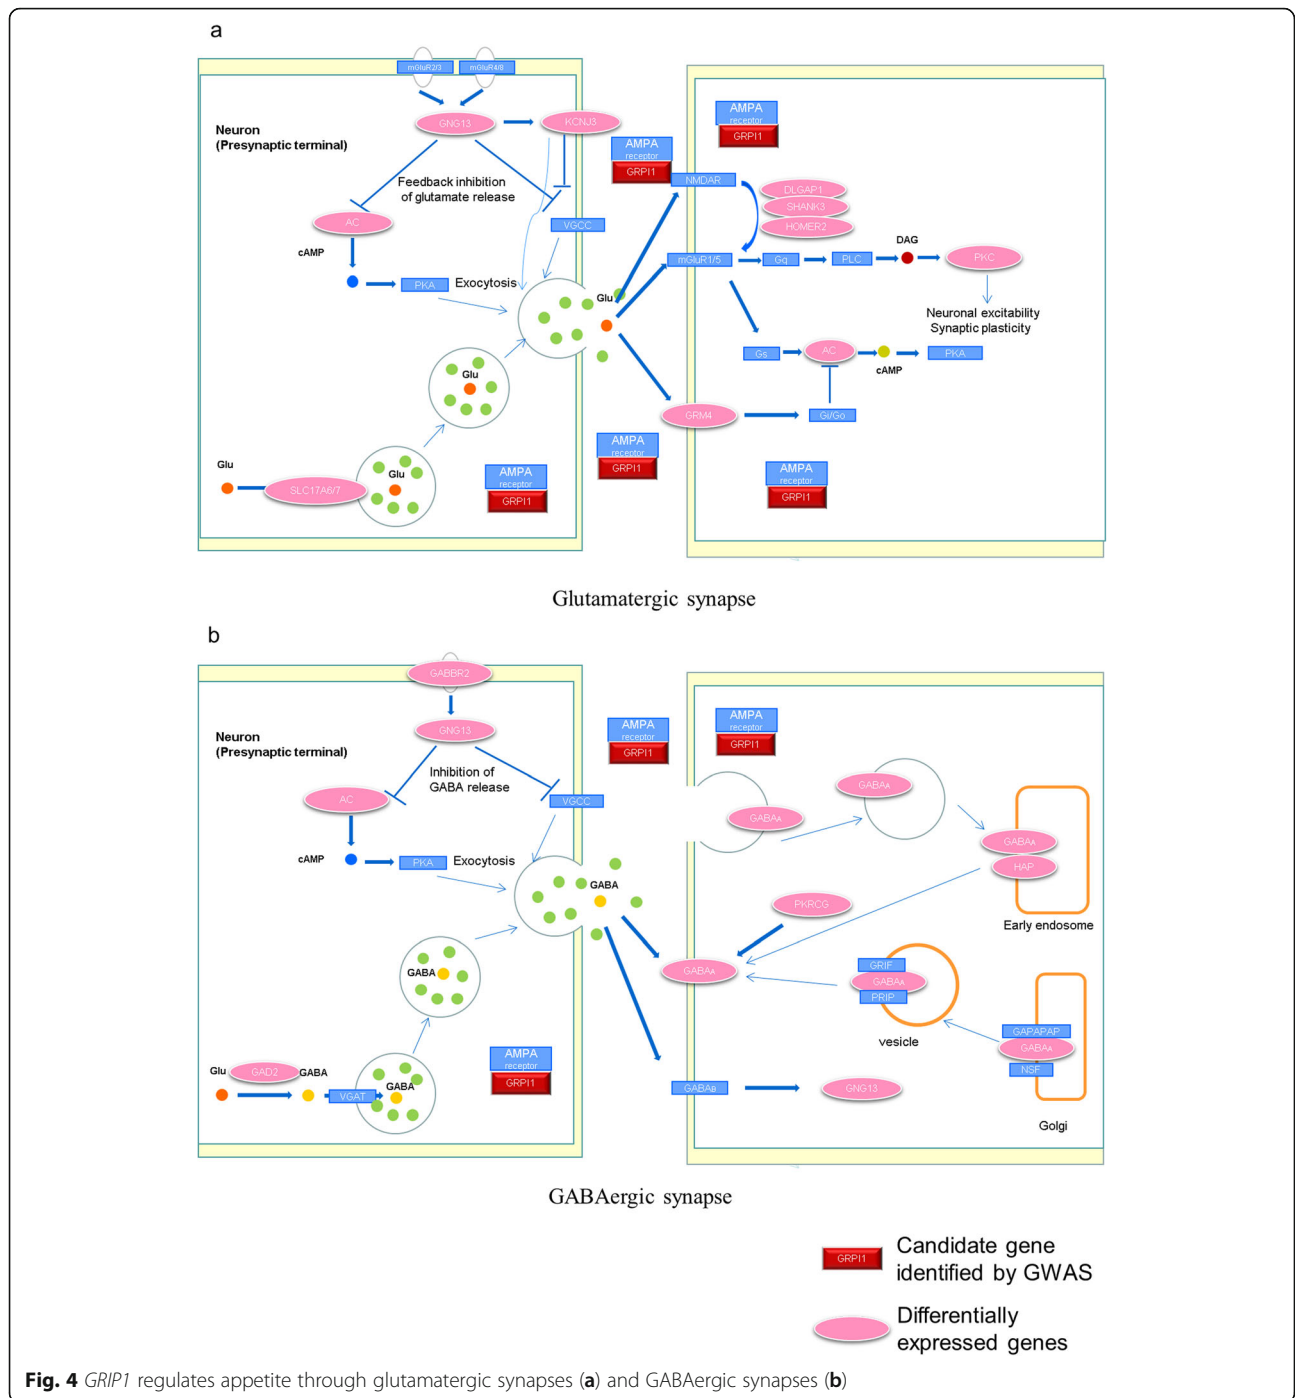 a
mGluR2/3
mGluR4/8
GNG13
KCNJ3
Neuron
(Presynaptic terminal)
Feedback inhibition
of glutamate release
AC
cAMP
PKA
Exocytosis
VGCC
Glu
Glu
Glu
Glu
SLC17A6/7
AMPA
receptor
GRPI1
AMPA
receptor
GRPI1
AMPA
receptor
GRPI1
AMPA
receptor
GRPI1
NMDAR
DLGAP1
SHANK3
HOMER2
mGluR1/5
Gq
PLC
DAG
PKC
Neuronal excitability
Synaptic plasticity
Gs
AC
cAMP
PKA
GRM4
Gi/Go
AMPA
receptor
GRPI1
Glutamatergic synapse
b
GABBR2
GNG13
Neuron
(Presynaptic terminal)
Inhibition of
GABA release
AC
cAMP
PKA
Exocytosis
VGCC
GABA
GABA
Glu
GAD2
GABA
VGAT
GABA
AMPA
receptor
GRPI1
AMPA
receptor
GRPI1
AMPA
receptor
GRPI1
GABAA
GABAA
GABAA
HAP
Early endosome
PKRCG
GABAA
GRIF
GABAA
PRIP
vesicle
GAPAPAP
GABAA
NSF
Golgi
GABAB
GNG13
GABAergic synapse
GRPI1
Candidate gene
identified by GWAS
Differentially
expressed genes
Fig. 4 GRIP1 regulates appetite through glutamatergic synapses (a) and GABAergic synapses (b)